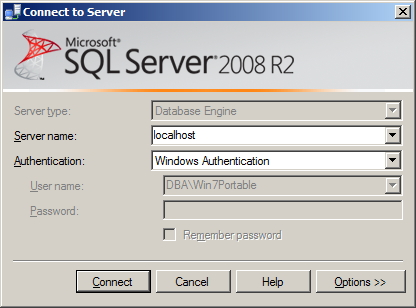 Connect to Server
Microsoft®
SQL Server® 2008 R2
Server type: Database Engine
Server name: localhost
Authentication: Windows Authentication
User name: DBA\Win7Portable
Password:
Remember password
Connect Cancel Help Options >>